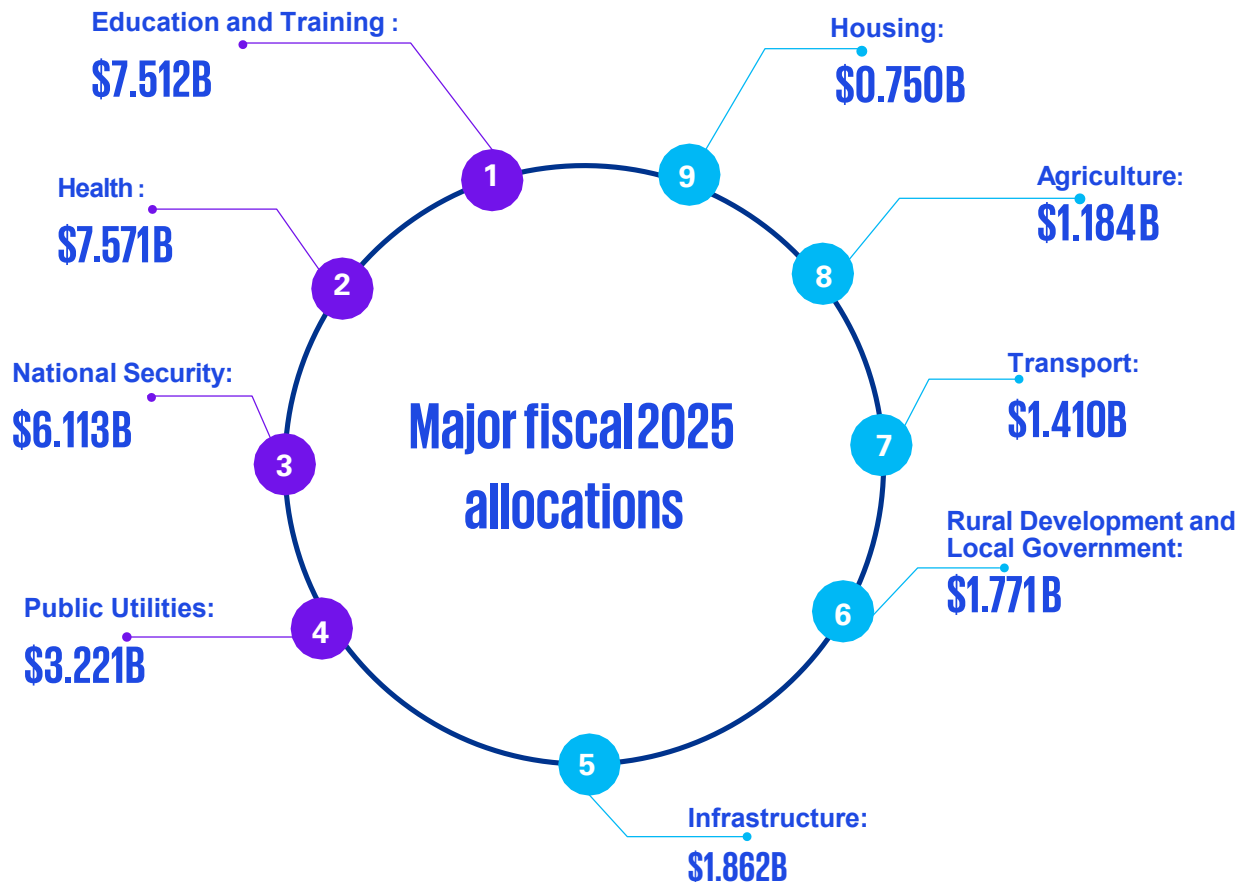 Education and Training :
$7.512B
1
Health :
$7.571B
2
National Security:
$6.113B
3
Public Utilities:
$3.221B
4
Infrastructure:
$1.862B
5
Rural Development and
Local Government:
$1.771B
6
Transport:
$1.410B
7
Agriculture:
$1.184B
8
Housing:
$0.750B
9
Major fiscal 2025
allocations